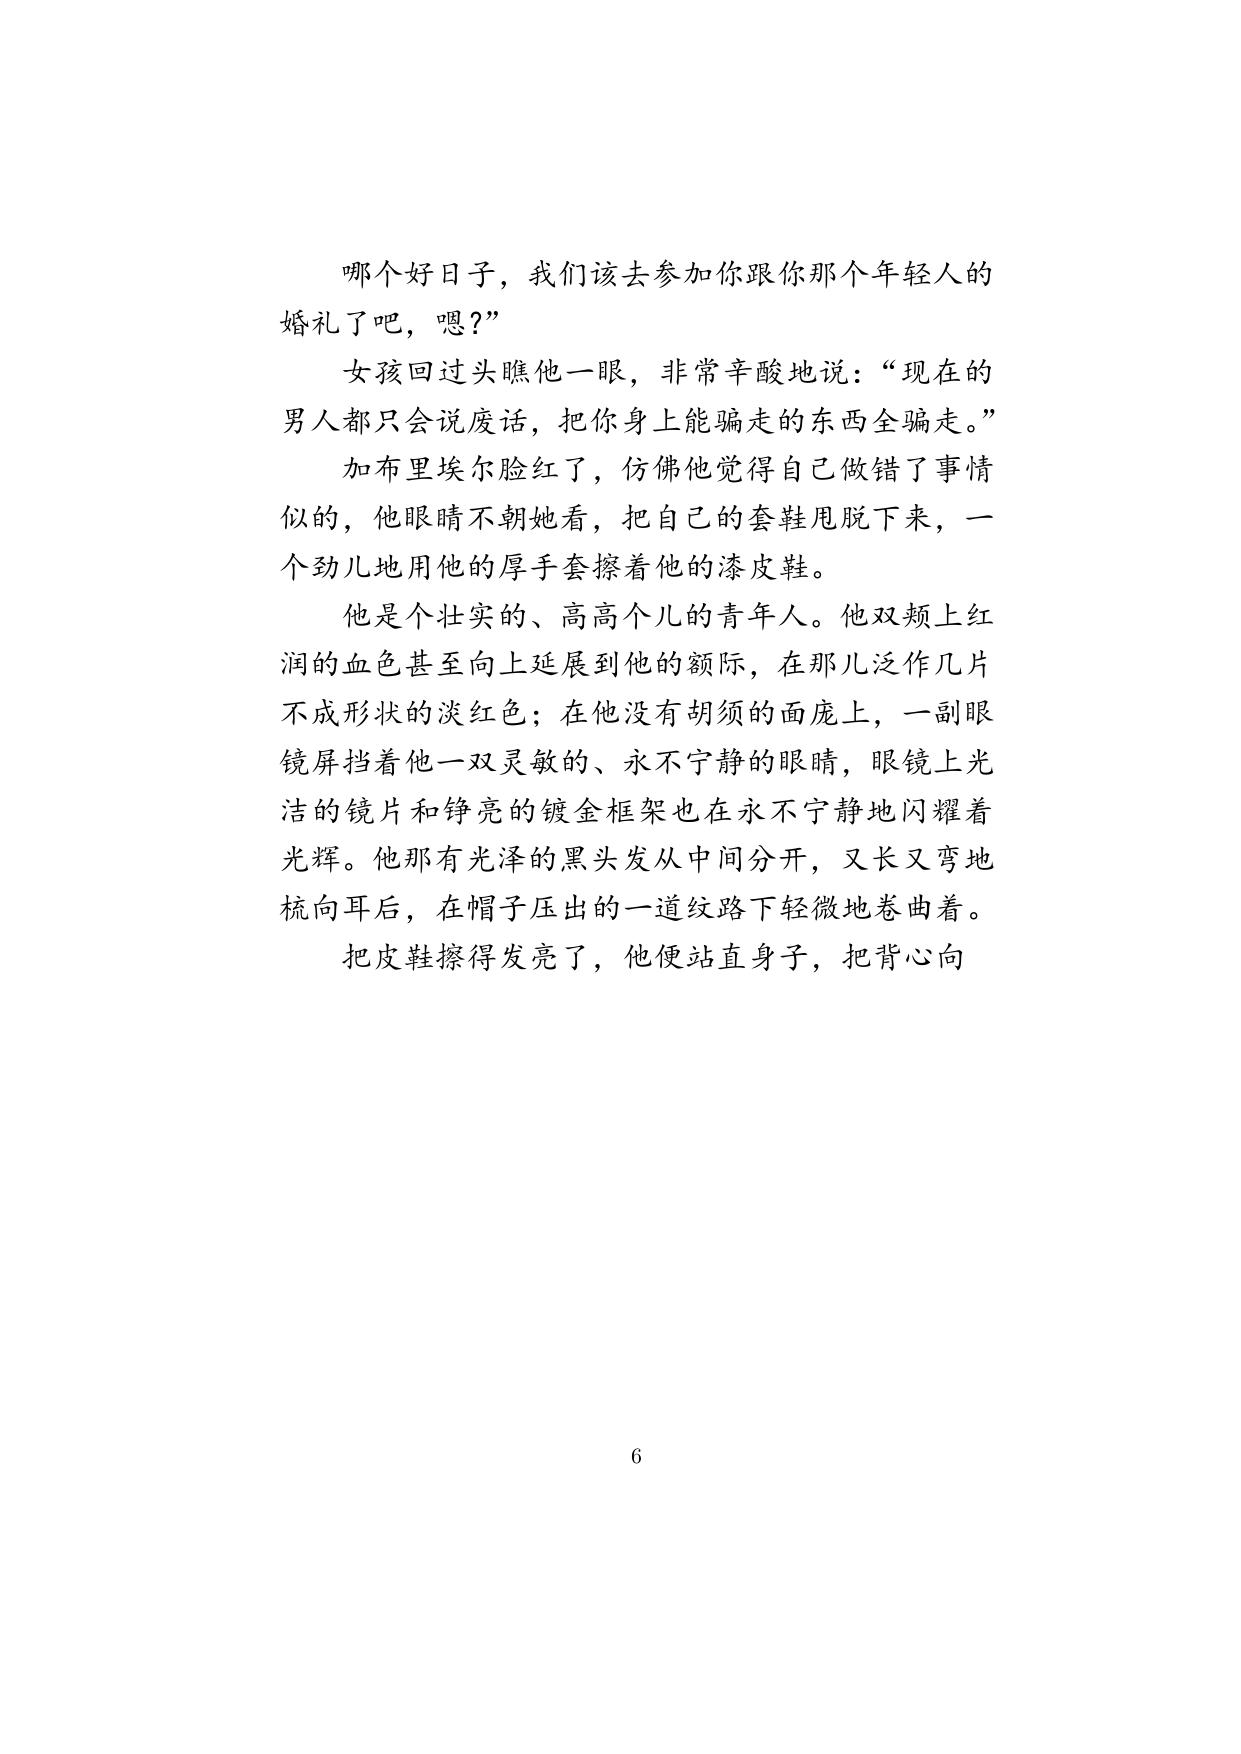 哪个好日子，我们该去参加你跟你那个年轻人的
婚礼了吧，嗯？”
女孩回过头瞧他一眼，非常辛酸地说：“现在的
男人都只会说废话，把你身上能骗走的东西全骗走。”
加布里埃尔脸红了，仿佛他觉得自己做错了事情
似的，他眼睛不朝她看，把自己的套鞋甩脱下来，一
个劲儿地用他的厚手套擦着他的漆皮鞋。
他是个壮实的、高高个儿的青年人。他双颊上红
润的血色甚至向上延展到他的额际，在那儿泛作几片
不成形状的淡红色；在他没有胡须的面庞上，一副眼
镜屏挡着他一双灵敏的、永不宁静的眼睛，眼镜上光
洁的镜片和铮亮的镀金框架也在永不宁静地闪耀着
光辉。他那有光泽的黑头发从中间分开，又长又弯地
梳向耳后，在帽子压出的一道纹路下轻微地卷曲着。
把皮鞋擦得发亮了，他便站直身子，把背心向
6